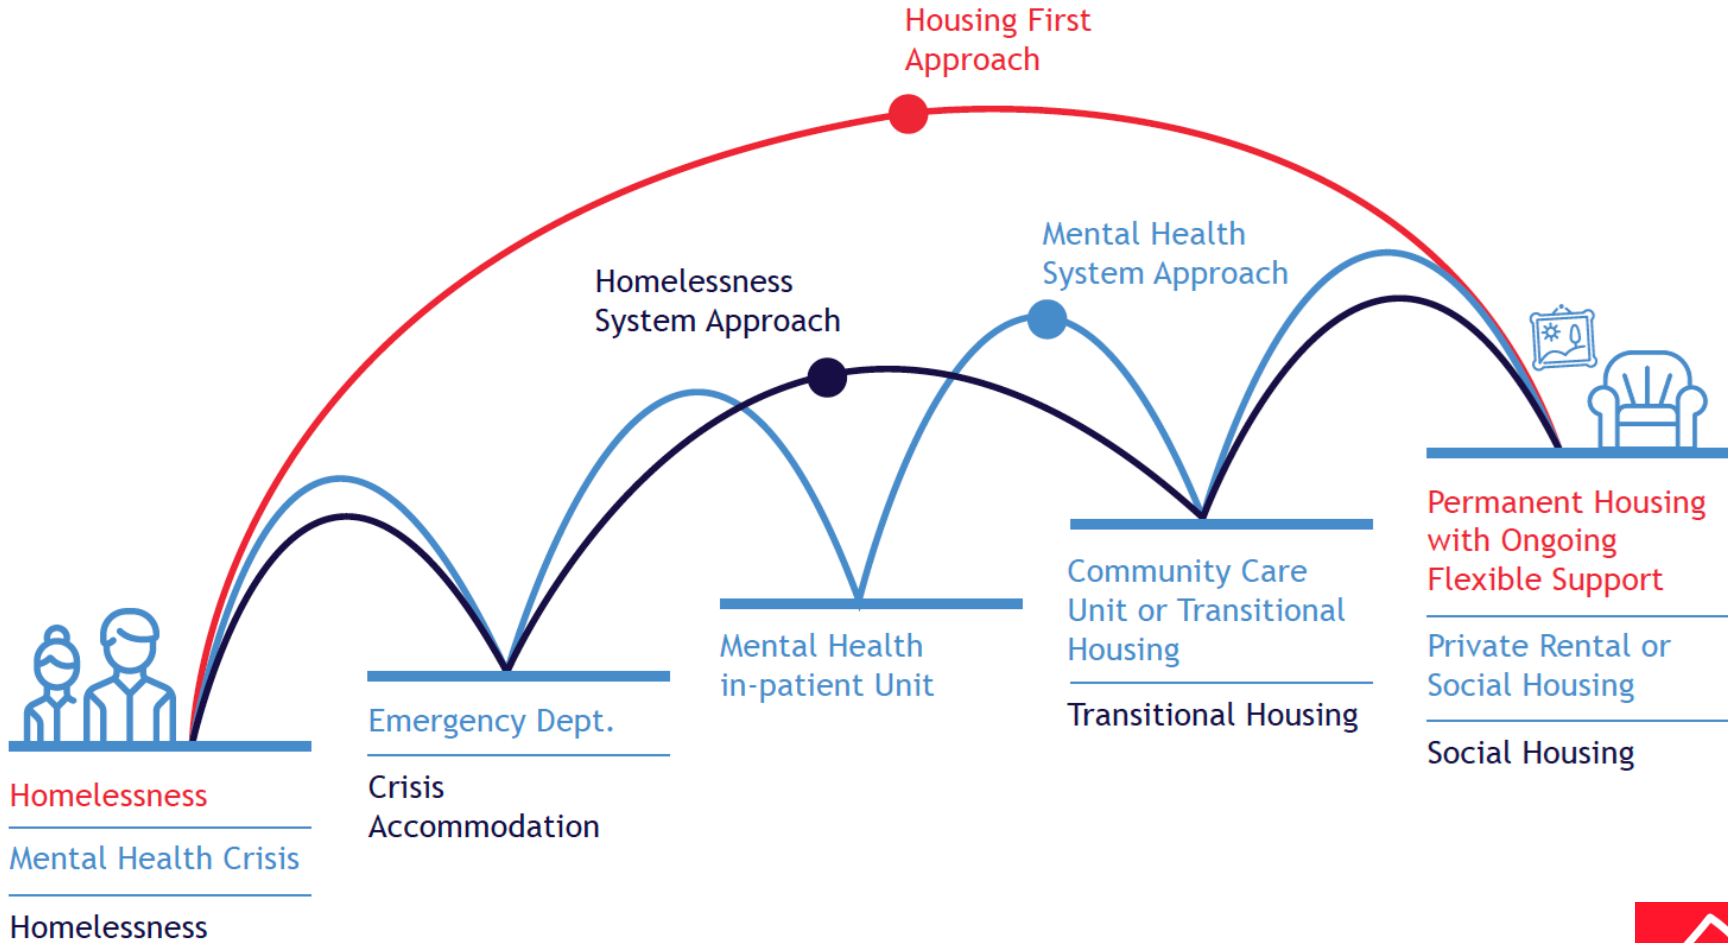 Housing First
Approach
Mental Health
System Approach
Homelessness
System Approach
Homelessness
Mental Health Crisis
Homelessness
Emergency Dept.
Crisis
Accommodation
Mental Health
in-patient Unit
Community Care
Unit or Transitional
Housing
Transitional Housing
Permanent Housing
with Ongoing
Flexible Support
Private Rental or
Social Housing
Social Housing